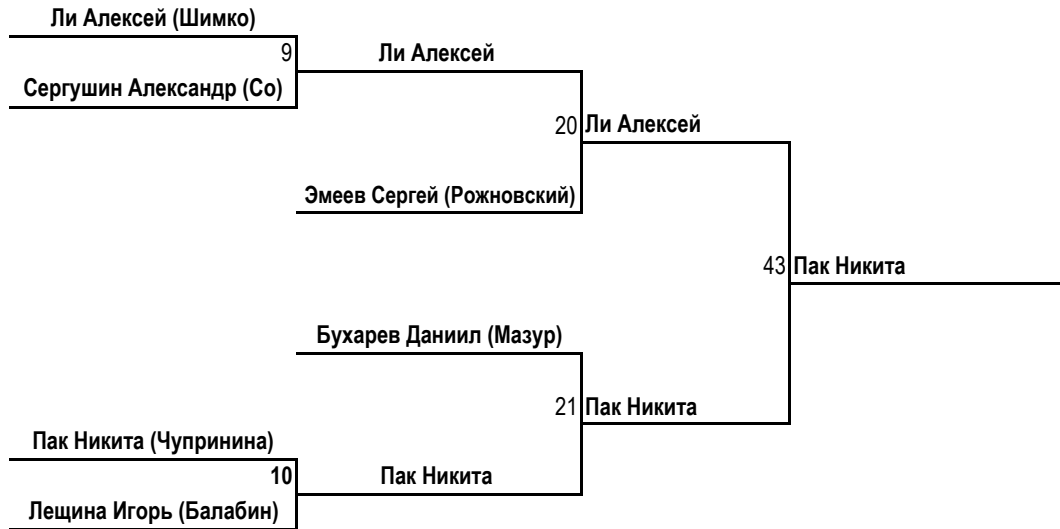 Ли Алексей (Шимко)
9
Ли Алексей
Сергушин Александр (Со)
20 Ли Алексей
Эмеев Сергей (Рожновский)
43 Пак Никита
Бухарев Даниил (Мазур)
21 Пак Никита
Пак Никита (Чупринина)
10
Пак Никита
Лещина Игорь (Балабин)